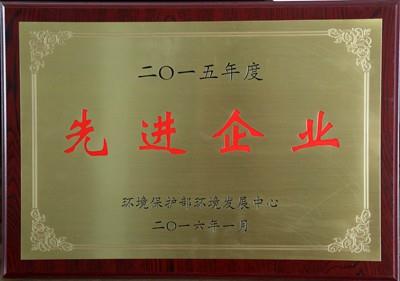 二〇一五年度
先进企业
环境保护部环境发展中心
二〇一六年一月